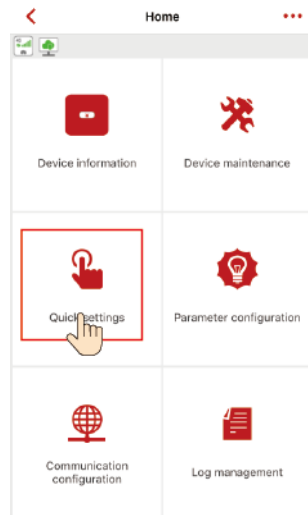 Home
Device information
Device maintenance
Quick settings
Parameter configuration
Communication
configuration
Log management